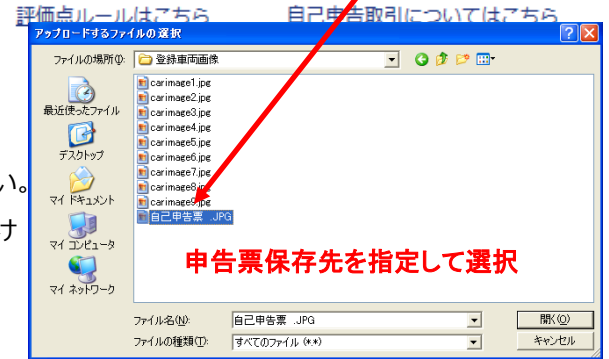 評価点ルールはこちら 自己申告取引についてはこちら
アップロードするファイルの選択
ファイルの場所(I): 登録車両画像
最近使ったファイル
デスクトップ
マイ ドキュメント
マイ コンピュータ
マイ ネットワーク
carimage1.jpg
carimage2.jpg
carimage3.jpg
carimage4.jpg
carimage5.jpg
carimage6.jpg
carimage7.jpg
carimage8.jpg
carimage9.jpg
自己申告票 .JPG
い。
け
申告票保存先を指定して選択
ファイル名(N): 自己申告票 .JPG 開く(O)
ファイルの種類(T): すべてのファイル (*.*) キャンセル